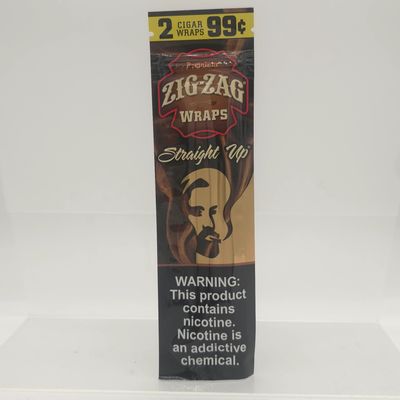 2 CIGAR WRAPS 99¢
ZIG-ZAG
WRAPS
Straight Up
WARNING:
This product
contains
nicotine.
Nicotine is
an addictive
chemical.